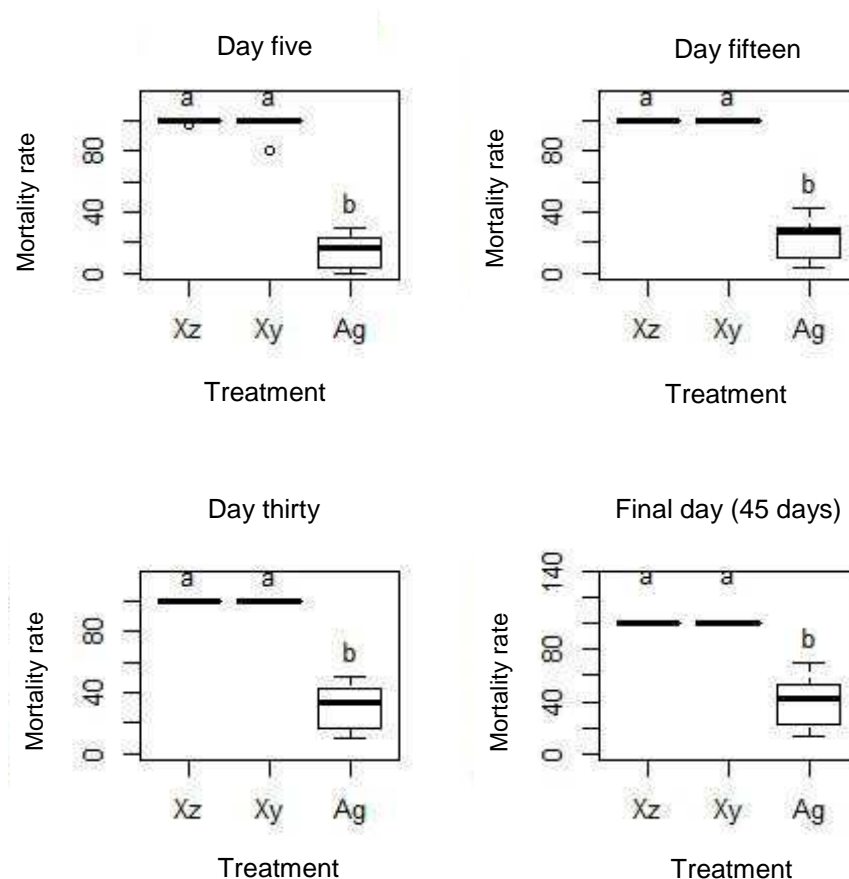 Day five
a a
b
Mortality rate
80
40
0
Xz Xy Ag
Treatment
Day fifteen
a a
b
Mortality rate
80
40
0
Xz Xy Ag
Treatment
Day thirty
a a
b
Mortality rate
80
40
0
Xz Xy Ag
Treatment
Final day (45 days)
140
a a
b
Mortality rate
80
40
0
Xz Xy Ag
Treatment